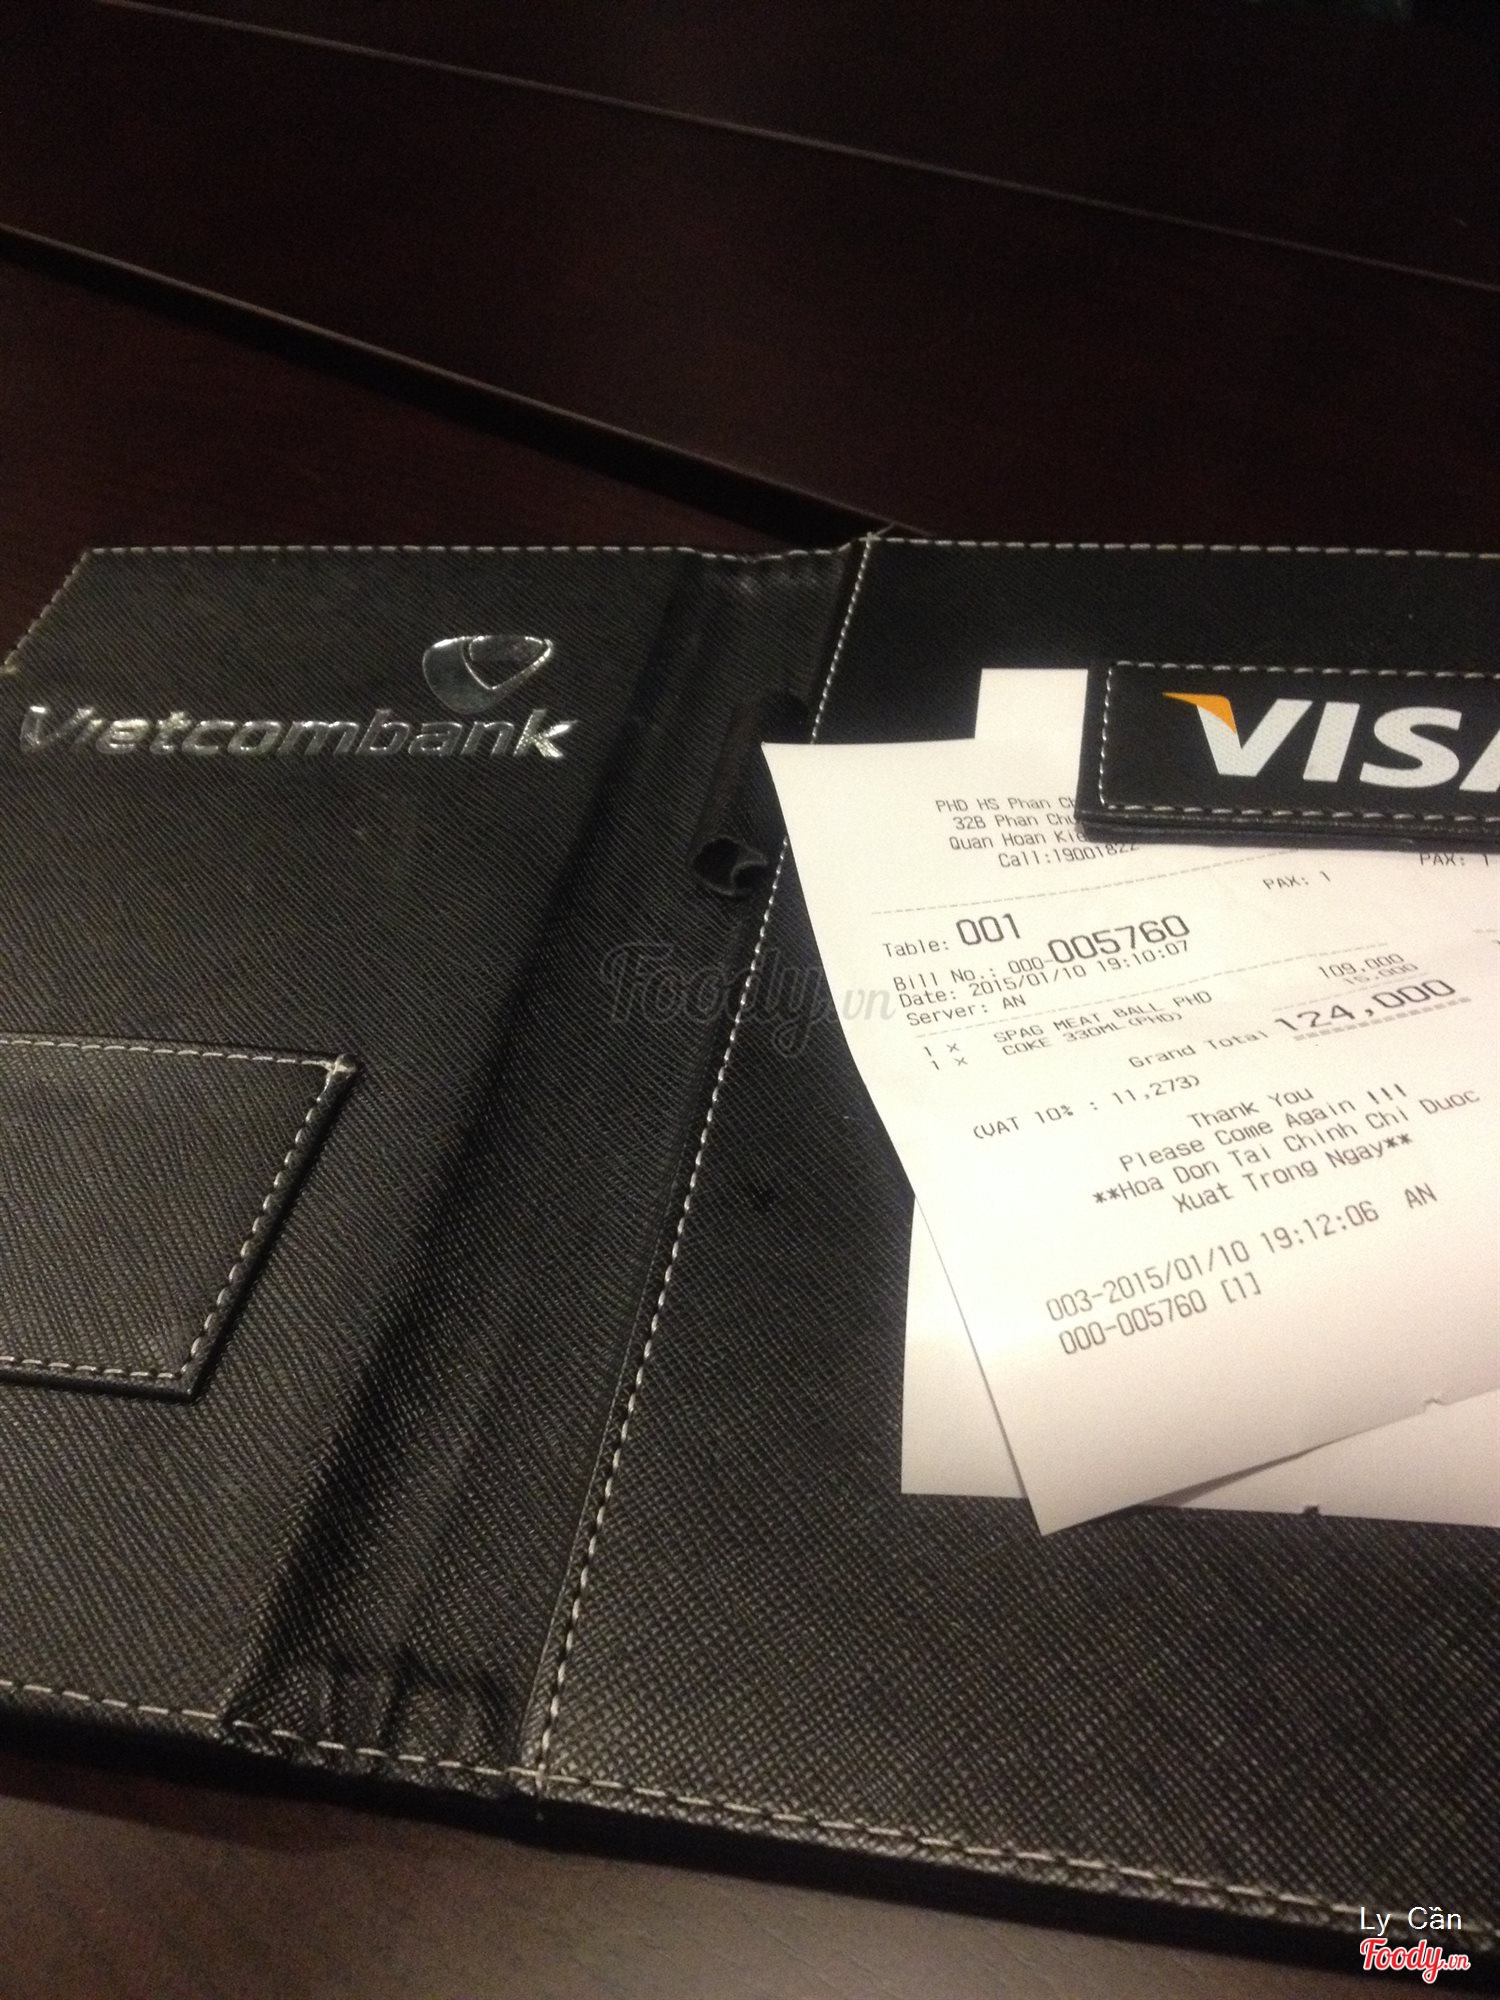 Vietcombank
VISA
PHD HS Phan
32B Phan
Quan Hoan
Call:19001822
PAX: 1
PAX: 1
Table: 001
Bill No.: 000-005760
Date: 2015/01/10 19:10:07
Server: AN
1 x SPAG MEAT BALL PHD 109,000
1 x COKE 330ML(PHD) 15,000
Grand Total 124,000
(VAT 10% : 11,273)
Thank You
Please Come Again !!!
**Hoa Don Tai Chinh Chi Duoc
Xuat Trong Ngay**
003-2015/01/10 19:12:06 AN
000-005760 [1]
Foody.vn
Ly Cần
Foody.vn